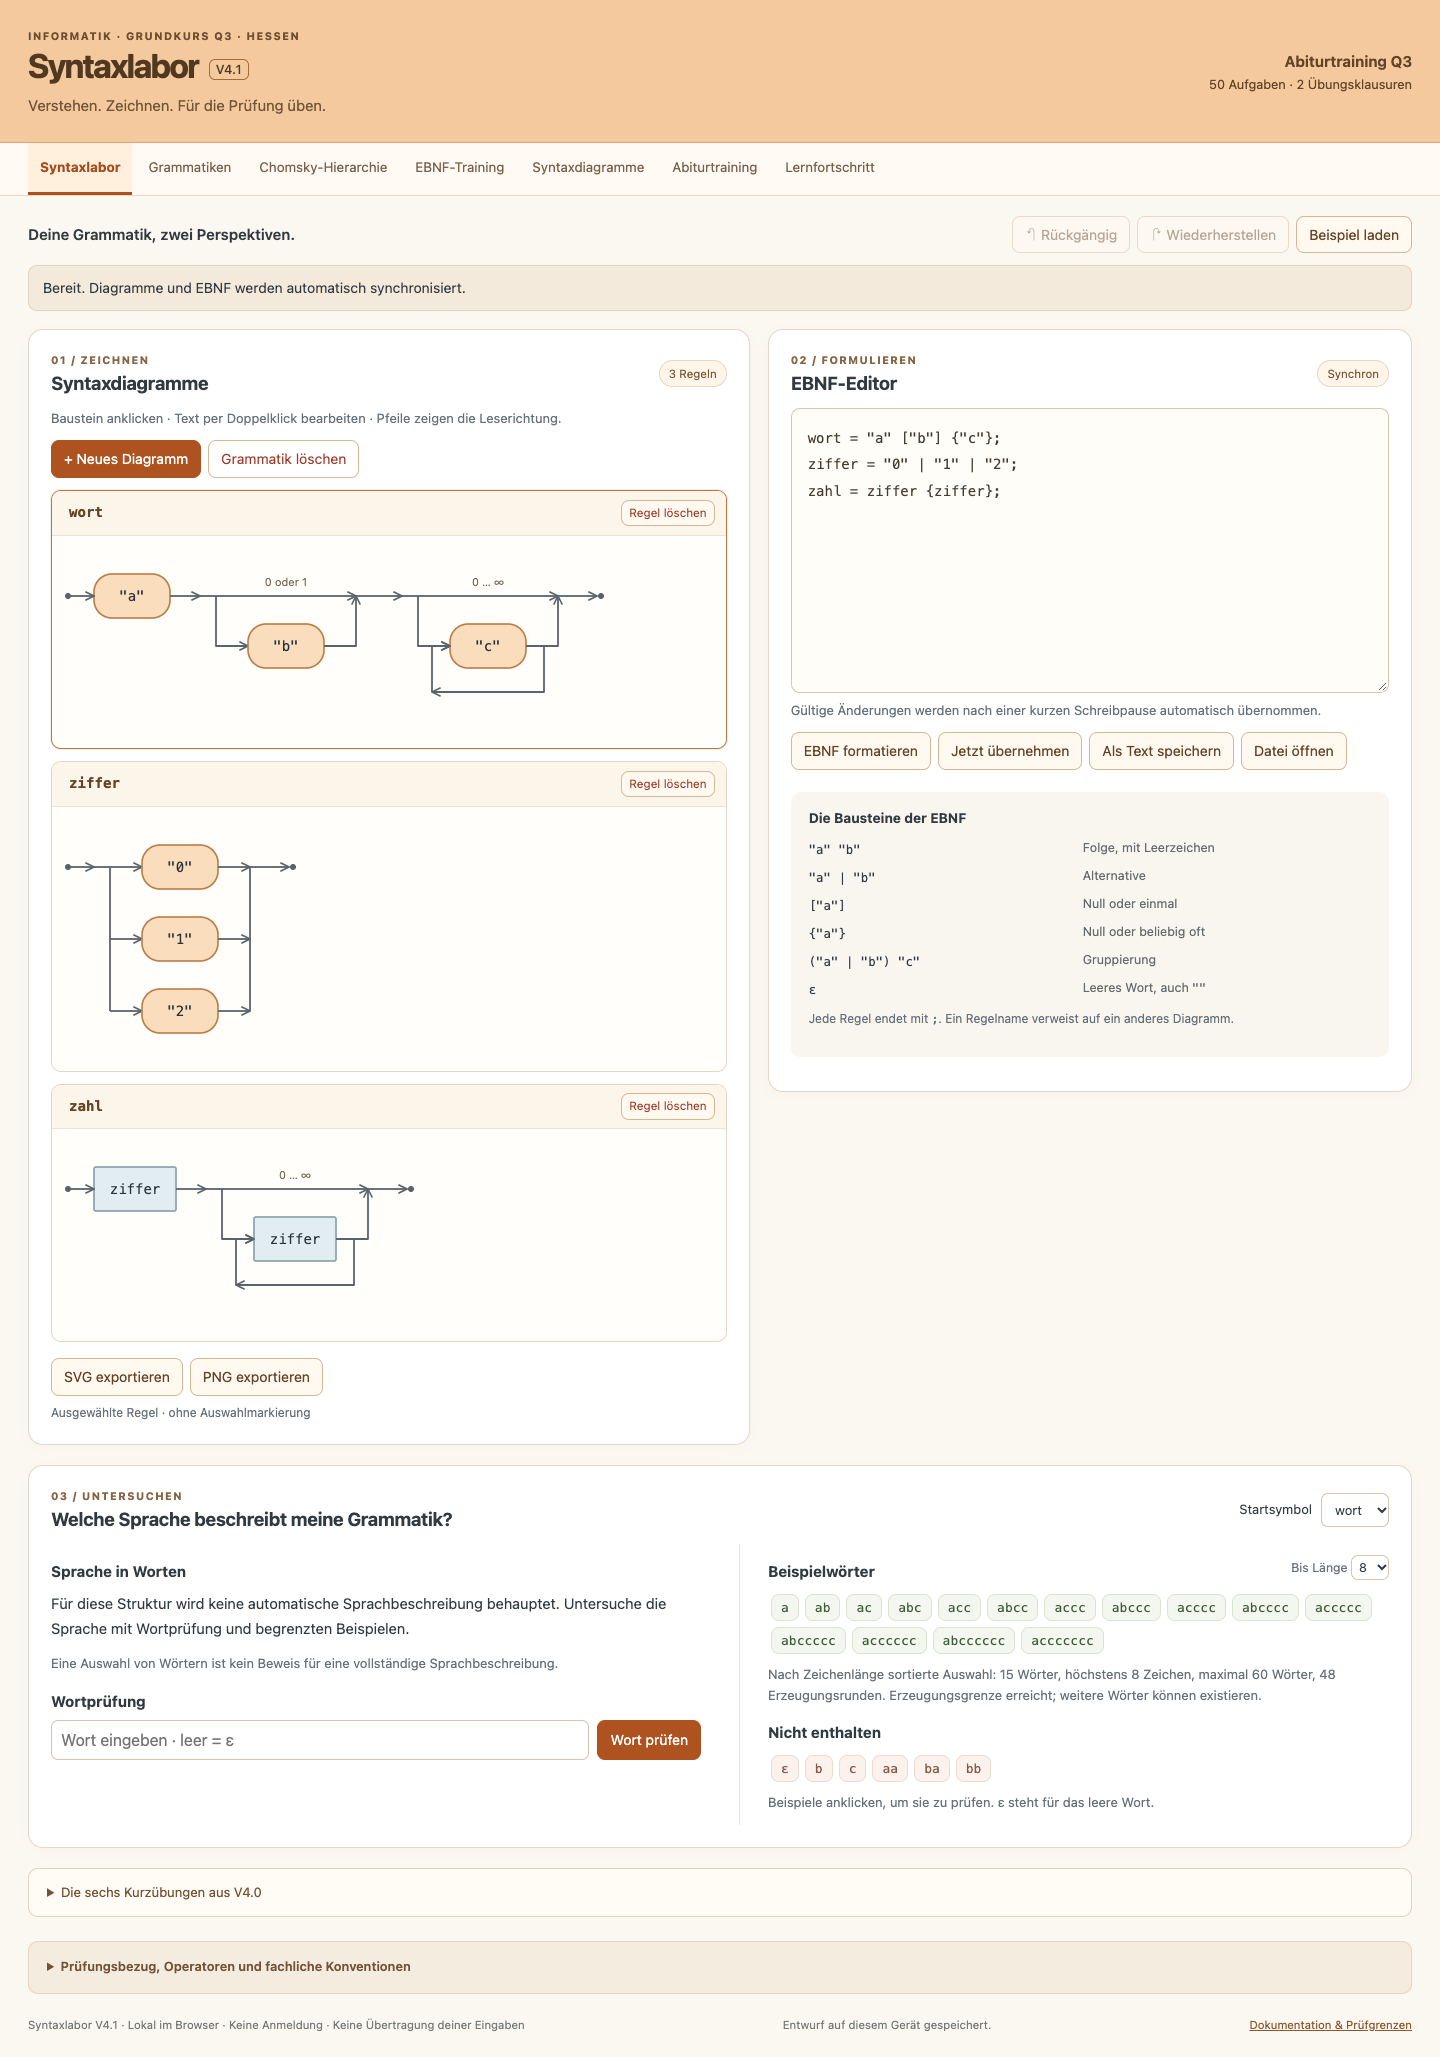 INFORMATIK · GRUNDKURS Q3 · HESSEN
Syntaxlabor V4.1
Verstehen. Zeichnen. Für die Prüfung üben.
Abiturtraining Q3
50 Aufgaben · 2 Übungsklausuren
Syntaxlabor Grammatiken Chomsky-Hierarchie EBNF-Training Syntaxdiagramme Abiturtraining Lernfortschritt
Deine Grammatik, zwei Perspektiven.
Rückgängig Wiederherstellen Beispiel laden
Bereit. Diagramme und EBNF werden automatisch synchronisiert.
01 / ZEICHNEN
Syntaxdiagramme
3 Regeln
Baustein anklicken · Text per Doppelklick bearbeiten · Pfeile zeigen die Leserichtung.
+ Neues Diagramm Grammatik löschen
wort Regel löschen
0 oder 1 0 … ∞
"a"
"b" "c"
ziffer Regel löschen
"0"
"1"
"2"
zahl Regel löschen
0 … ∞
ziffer
ziffer
SVG exportieren PNG exportieren
Ausgewählte Regel · ohne Auswahlmarkierung
02 / FORMULIEREN
EBNF-Editor
Synchron
wort = "a" ["b"] {"c"};
ziffer = "0" | "1" | "2";
zahl = ziffer {ziffer};
Gültige Änderungen werden nach einer kurzen Schreibpause automatisch übernommen.
EBNF formatieren Jetzt übernehmen Als Text speichern Datei öffnen
Die Bausteine der EBNF
"a" "b" Folge, mit Leerzeichen
"a" | "b" Alternative
["a"] Null oder einmal
{"a"} Null oder beliebig oft
("a" | "b") "c" Gruppierung
ε Leeres Wort, auch ""
Jede Regel endet mit ;. Ein Regelname verweist auf ein anderes Diagramm.
03 / UNTERSUCHEN
Welche Sprache beschreibt meine Grammatik?
Startsymbol wort
Sprache in Worten
Für diese Struktur wird keine automatische Sprachbeschreibung behauptet. Untersuche die
Sprache mit Wortprüfung und begrenzten Beispielen.
Eine Auswahl von Wörtern ist kein Beweis für eine vollständige Sprachbeschreibung.
Wortprüfung
Wort eingeben · leer = ε Wort prüfen
Beispielwörter Bis Länge 8
a ab ac abc acc abcc accc abccc acccc abcccc accccc
abccccc acccccc abcccccc accccccc
Nach Zeichenlänge sortierte Auswahl: 15 Wörter, höchstens 8 Zeichen, maximal 60 Wörter, 48
Erzeugungsrunden. Erzeugungsgrenze erreicht; weitere Wörter können existieren.
Nicht enthalten
ε b c aa ba bb
Beispiele anklicken, um sie zu prüfen. ε steht für das leere Wort.
Die sechs Kurzübungen aus V4.0
Prüfungsbezug, Operatoren und fachliche Konventionen
Syntaxlabor V4.1 · Lokal im Browser · Keine Anmeldung · Keine Übertragung deiner Eingaben
Entwurf auf diesem Gerät gespeichert.
Dokumentation & Prüfgrenzen